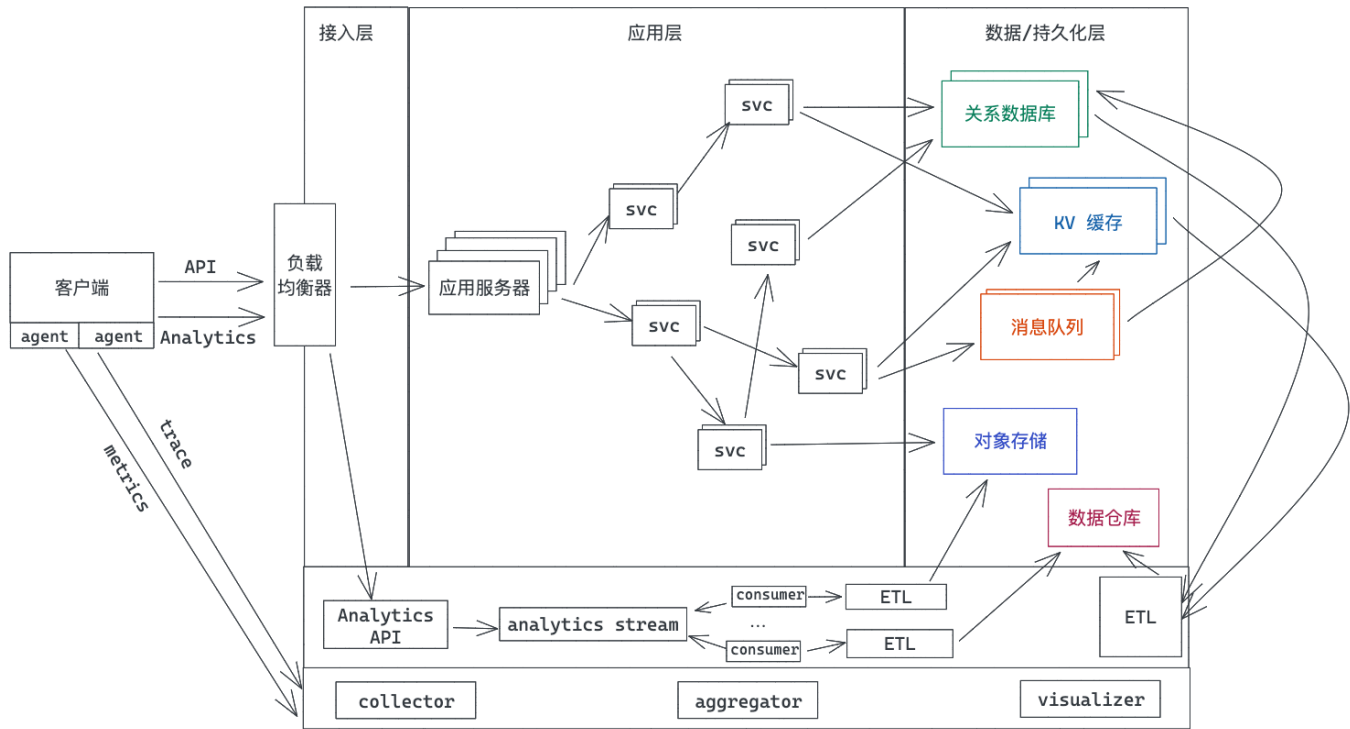 接入层
应用层
数据/持久化层
svc
关系数据库
svc
KV 缓存
svc
客户端
API
负载
均衡器
应用服务器
消息队列
agent
agent
Analytics
svc
svc
svc
对象存储
trace
metrics
数据仓库
Analytics
API
analytics stream
consumer
...
consumer
ETL
ETL
ETL
collector
aggregator
visualizer